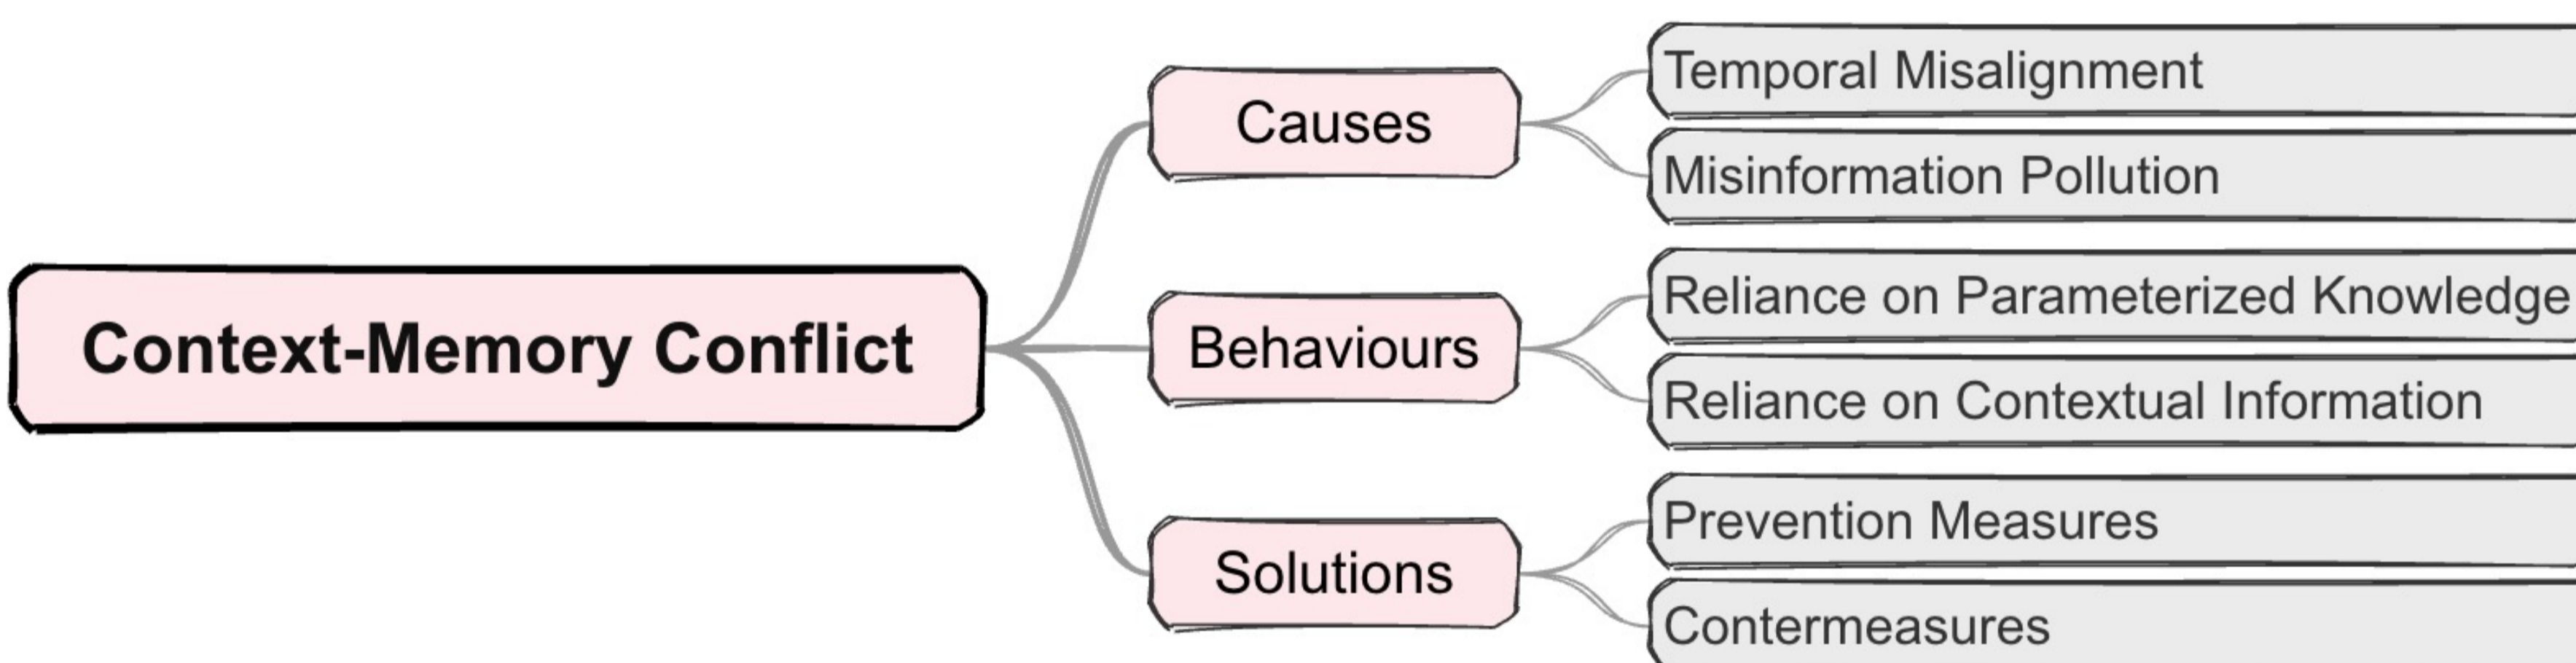 Context-Memory Conflict
Causes
Temporal Misalignment
Misinformation Pollution
Behaviours
Reliance on Parameterized Knowledge
Reliance on Contextual Information
Solutions
Prevention Measures
Contermeasures